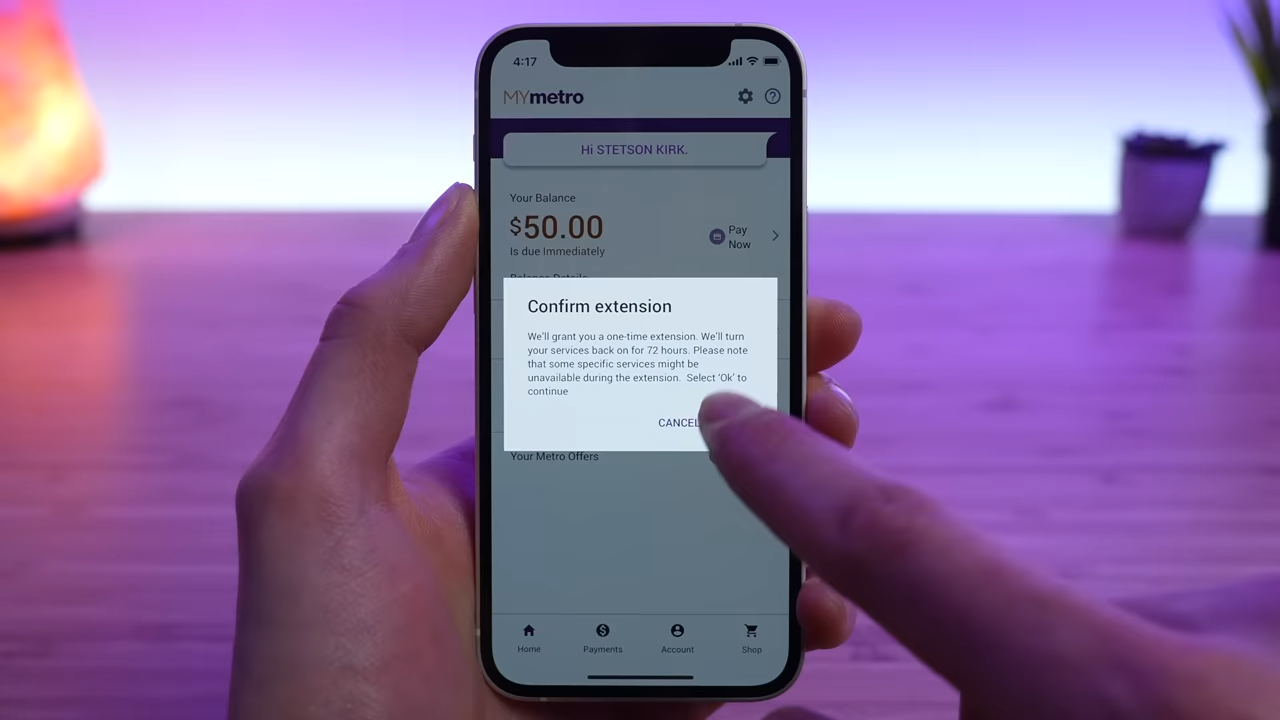 4:17
MYmetro
Hi STETSON KIRK.
Your Balance
$50.00
Is due Immediately
Pay
Now
Balance Details
Confirm extension
We'll grant you a one-time extension. We'll turn
your services back on for 72 hours. Please note
that some specific services might be
unavailable during the extension.  Select 'Ok' to
continue
CANCEL
Your Metro Offers
Home
Payments
Account
Shop